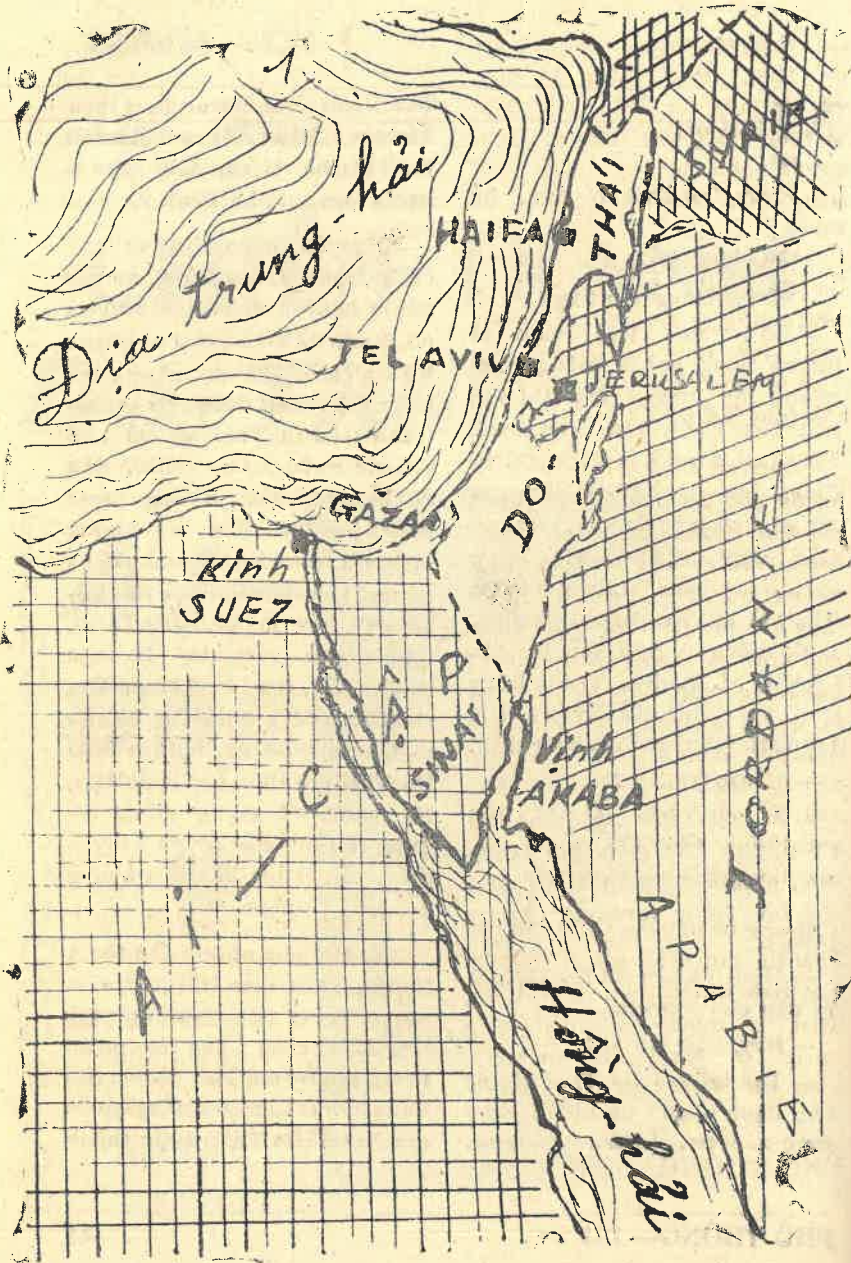 1
SYRIE
Địa-trung-hải
HAIFA
THÁI
TEL AVIV
JERUSALEM
GAZA
DO
Kinh
SUEZ
AI-CẬP
SINAI
Vịnh
AKABA
JORDANIE
ARABIE
Hồng-hải